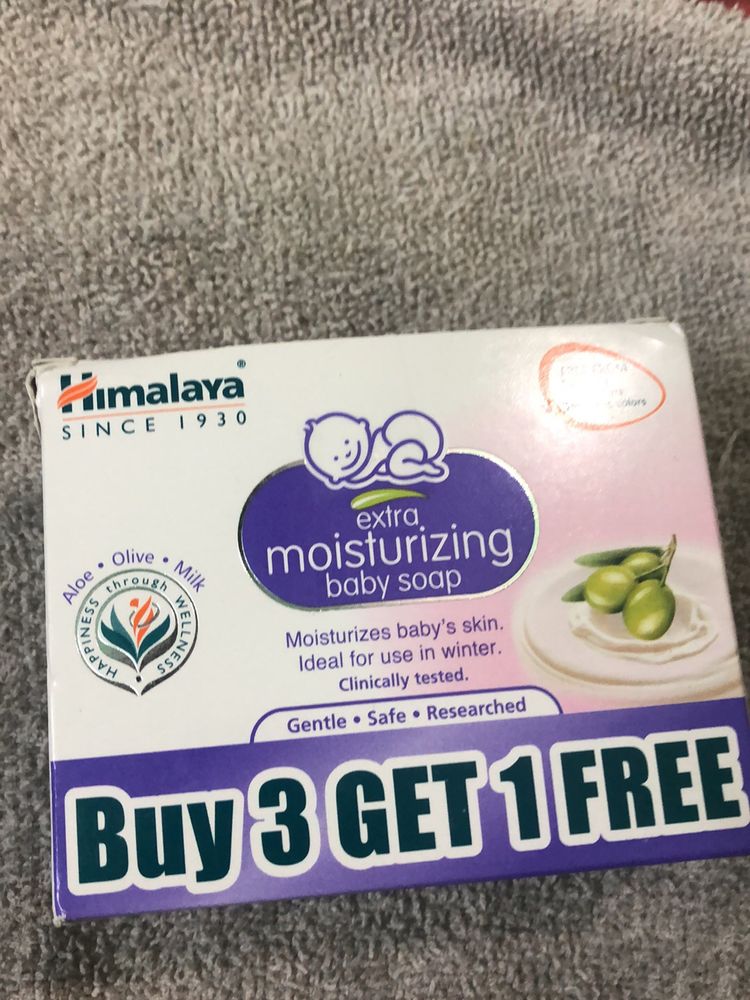 Himalaya®
SINCE 1930
extra
moisturizing
baby soap
Aloe • Olive • Milk
HAPPINESS through WELLNESS
Moisturizes baby's skin.
Ideal for use in winter.
Clinically tested.
Gentle • Safe • Researched
Buy 3 GET 1 FREE